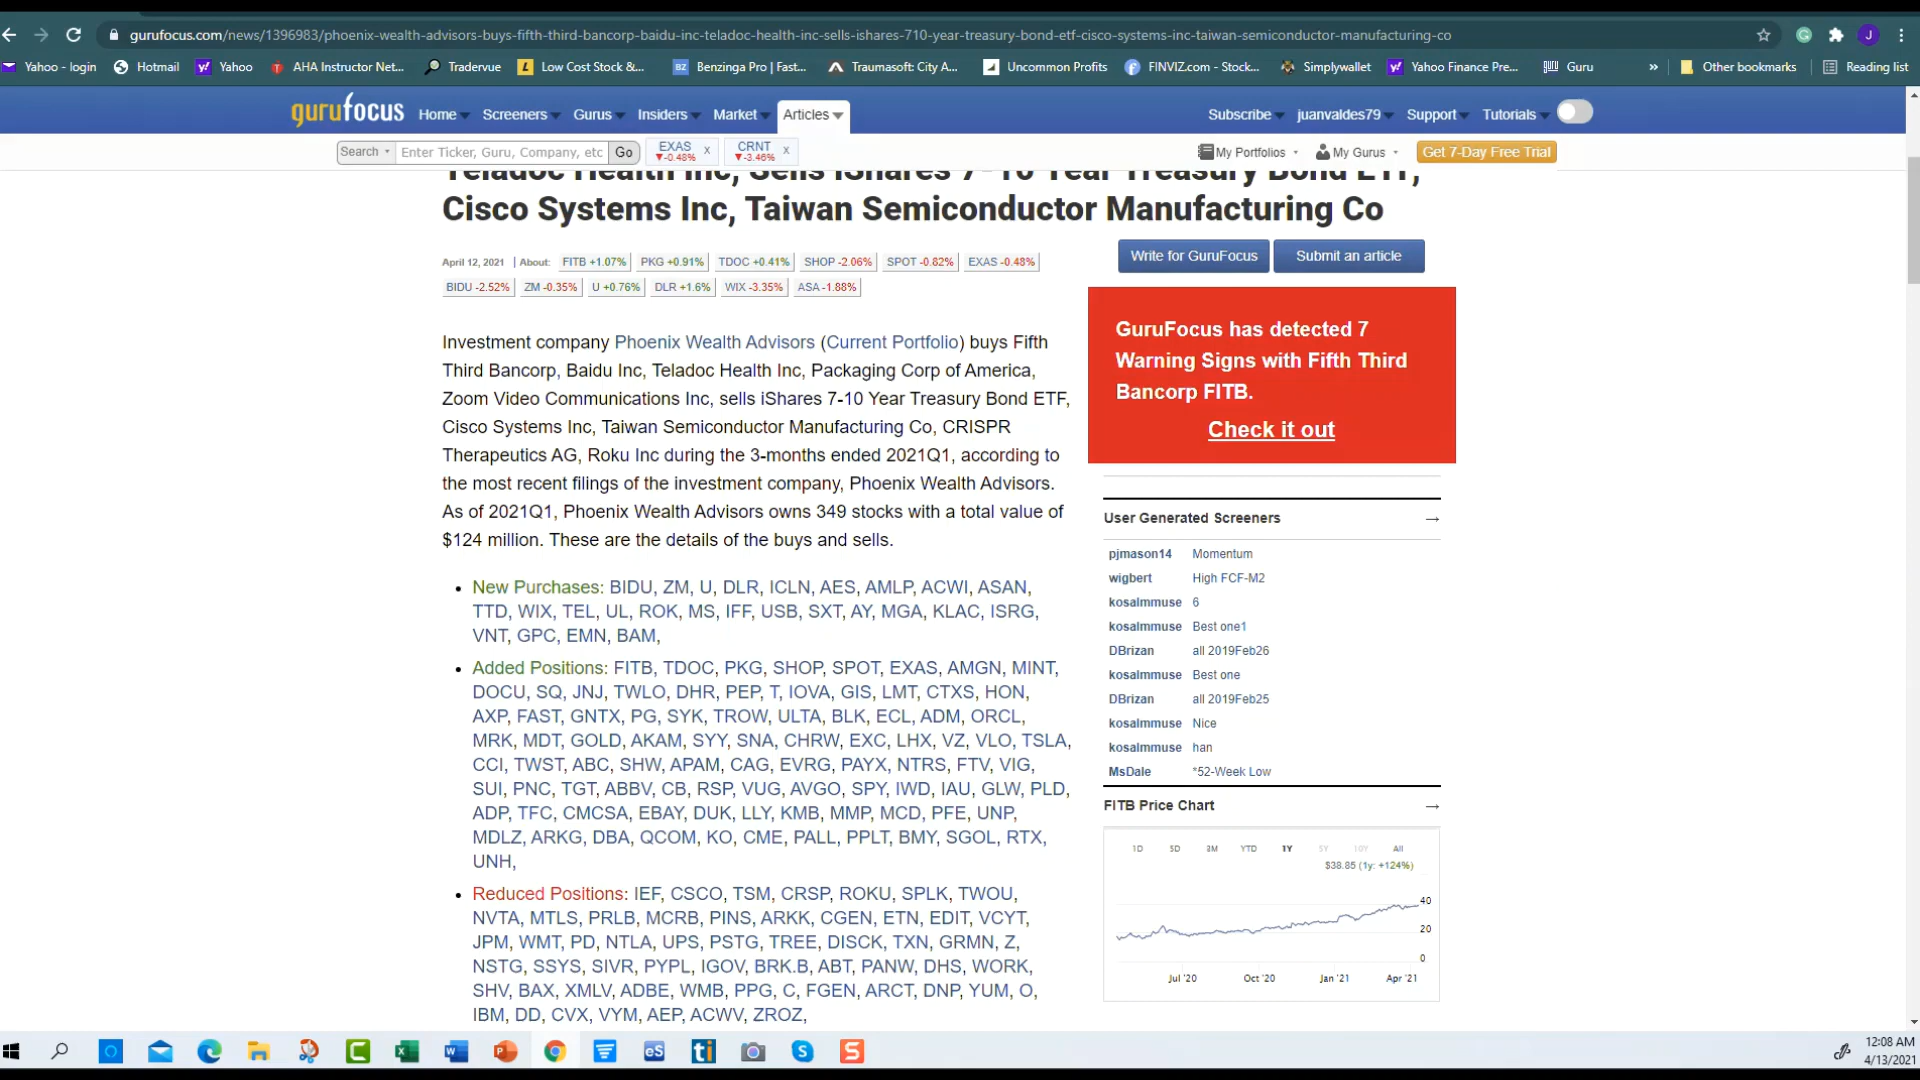 gurufocus.com/news/1396983/phoenix-wealth-advisors-buys-fifth-third-bancorp-baidu-inc-teladoc-health-inc-sells-ishares-710-year-treasury-bond-etf-cisco-systems-inc-taiwan-semiconductor-manufacturing-co
J
Yahoo - login Hotmail Yahoo AHA Instructor Net... Tradervue Low Cost Stock &... Benzinga Pro | Fast... Traumasoft: City A... Uncommon Profits FINVIZ.com - Stock... Simplywallet Yahoo Finance Pre... Guru » Other bookmarks Reading list
gurufocus Home Screeners Gurus Insiders Market Articles Subscribe juanvaldes79 Support Tutorials
Search Enter Ticker, Guru, Company, etc Go EXAS ▼-0.48% x CRNT ▼-3.46% x My Portfolios My Gurus Get 7-Day Free Trial
Teladoc Health Inc, Sells iShares 7-10 Year Treasury Bond ETF,
Cisco Systems Inc, Taiwan Semiconductor Manufacturing Co
April 12, 2021 | About: FITB +1.07% PKG +0.91% TDOC +0.41% SHOP -2.06% SPOT -0.82% EXAS -0.48%
BIDU -2.52% ZM -0.35% U +0.76% DLR +1.6% WIX -3.35% ASA -1.88%
Write for GuruFocus Submit an article
Investment company Phoenix Wealth Advisors (Current Portfolio) buys Fifth
Third Bancorp, Baidu Inc, Teladoc Health Inc, Packaging Corp of America,
Zoom Video Communications Inc, sells iShares 7-10 Year Treasury Bond ETF,
Cisco Systems Inc, Taiwan Semiconductor Manufacturing Co, CRISPR
Therapeutics AG, Roku Inc during the 3-months ended 2021Q1, according to
the most recent filings of the investment company, Phoenix Wealth Advisors.
As of 2021Q1, Phoenix Wealth Advisors owns 349 stocks with a total value of
$124 million. These are the details of the buys and sells.
• New Purchases: BIDU, ZM, U, DLR, ICLN, AES, AMLP, ACWI, ASAN,
TTD, WIX, TEL, UL, ROK, MS, IFF, USB, SXT, AY, MGA, KLAC, ISRG,
VNT, GPC, EMN, BAM,
• Added Positions: FITB, TDOC, PKG, SHOP, SPOT, EXAS, AMGN, MINT,
DOCU, SQ, JNJ, TWLO, DHR, PEP, T, IOVA, GIS, LMT, CTXS, HON,
AXP, FAST, GNTX, PG, SYK, TROW, ULTA, BLK, ECL, ADM, ORCL,
MRK, MDT, GOLD, AKAM, SYY, SNA, CHRW, EXC, LHX, VZ, VLO, TSLA,
CCI, TWST, ABC, SHW, APAM, CAG, EVRG, PAYX, NTRS, FTV, VIG,
SUI, PNC, TGT, ABBV, CB, RSP, VUG, AVGO, SPY, IWD, IAU, GLW, PLD,
ADP, TFC, CMCSA, EBAY, DUK, LLY, KMB, MMP, MCD, PFE, UNP,
MDLZ, ARKG, DBA, QCOM, KO, CME, PALL, PPLT, BMY, SGOL, RTX,
UNH,
• Reduced Positions: IEF, CSCO, TSM, CRSP, ROKU, SPLK, TWOU,
NVTA, MTLS, PRLB, MCRB, PINS, ARKK, CGEN, ETN, EDIT, VCYT,
JPM, WMT, PD, NTLA, UPS, PSTG, TREE, DISCK, TXN, GRMN, Z,
NSTG, SSYS, SIVR, PYPL, IGOV, BRK.B, ABT, PANW, DHS, WORK,
SHV, BAX, XMLV, ADBE, WMB, PPG, C, FGEN, ARCT, DNP, YUM, O,
IBM, DD, CVX, VYM, AEP, ACWV, ZROZ,
GuruFocus has detected 7
Warning Signs with Fifth Third
Bancorp FITB.
Check it out
User Generated Screeners →
pjmason14 Momentum
wigbert High FCF-M2
kosalmmuse 6
kosalmmuse Best one1
DBrizan all 2019Feb26
kosalmmuse Best one
DBrizan all 2019Feb25
kosalmmuse Nice
kosalmmuse han
MsDale *52-Week Low
FITB Price Chart →
1D 5D 3M YTD 1Y 5Y 10Y All
$38.85 (1y: +124%)
40
20
0
Jul '20 Oct '20 Jan '21 Apr '21
12:08 AM
4/13/2021